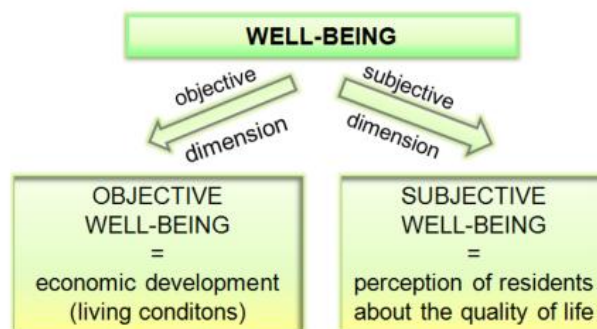 WELL-BEING
objective
dimension
subjective
dimension
OBJECTIVE
WELL-BEING
=
economic development
(living conditons)
SUBJECTIVE
WELL-BEING
=
perception of residents
about the quality of life